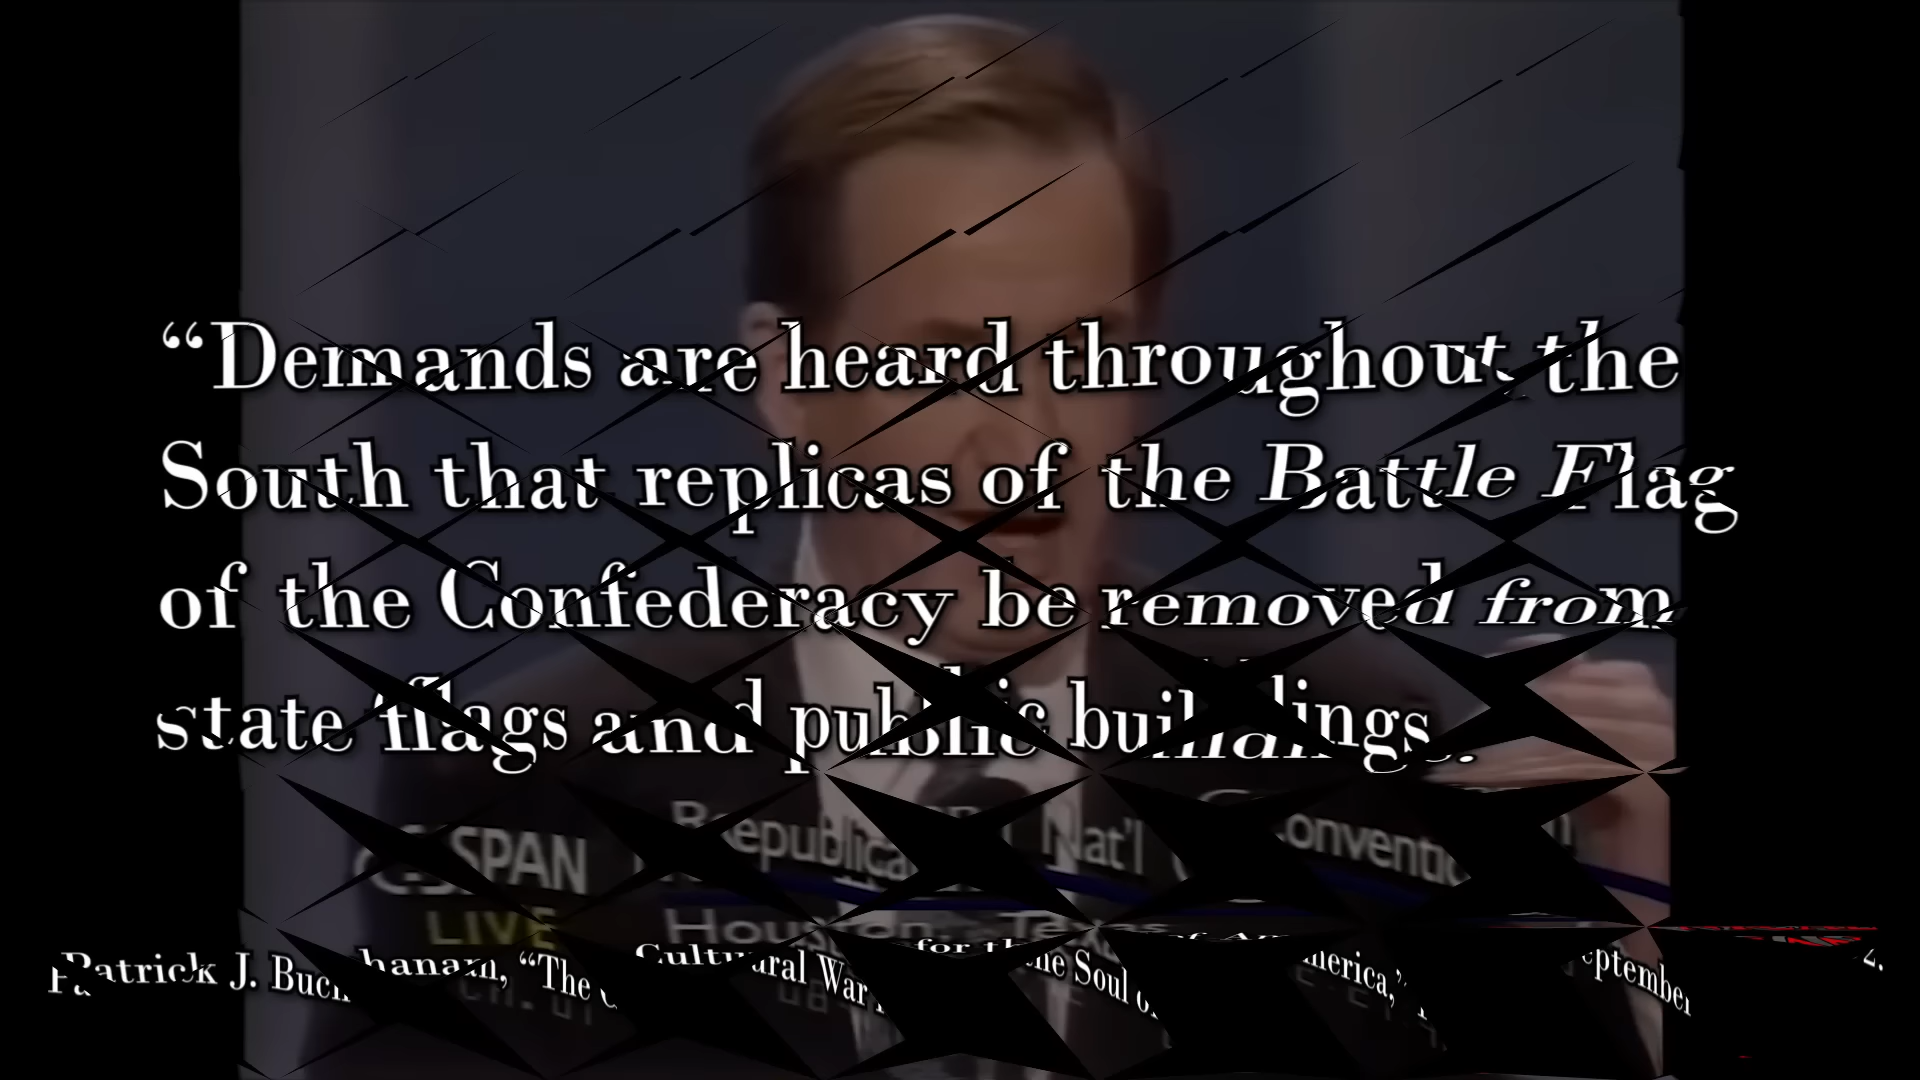 “Demands are heard throughout the
South that replicas of the Battle Flag
of the Confederacy be removed from
state flags and public buildings.
C-SPAN
Republican Nat'l Convention
LIVE
Houston, Texas
Patrick J. Buchanan, “The Cultural War for the Soul of America,” September